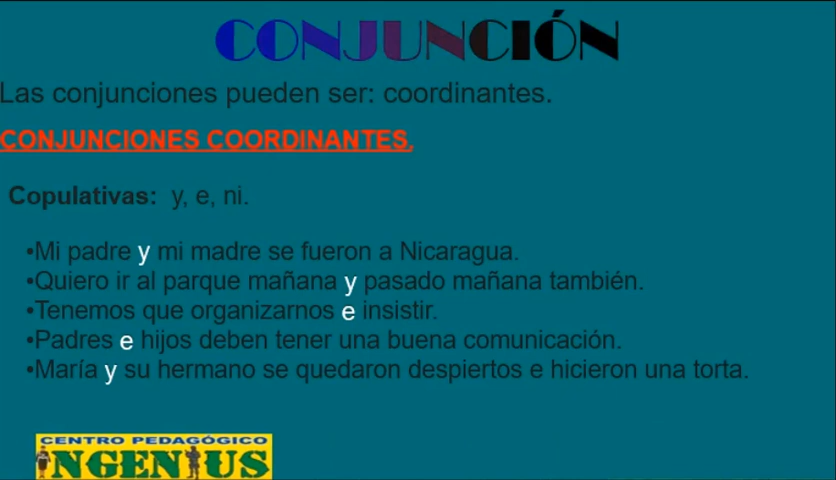 CONJUNCIÓN
Las conjunciones pueden ser: coordinantes.
CONJUNCIONES COORDINANTES.
Copulativas: y, e, ni.
•Mi padre y mi madre se fueron a Nicaragua.
•Quiero ir al parque mañana y pasado mañana también.
•Tenemos que organizarnos e insistir.
•Padres e hijos deben tener una buena comunicación.
•María y su hermano se quedaron despiertos e hicieron una torta.
CENTRO PEDAGÓGICO
INGENIUS